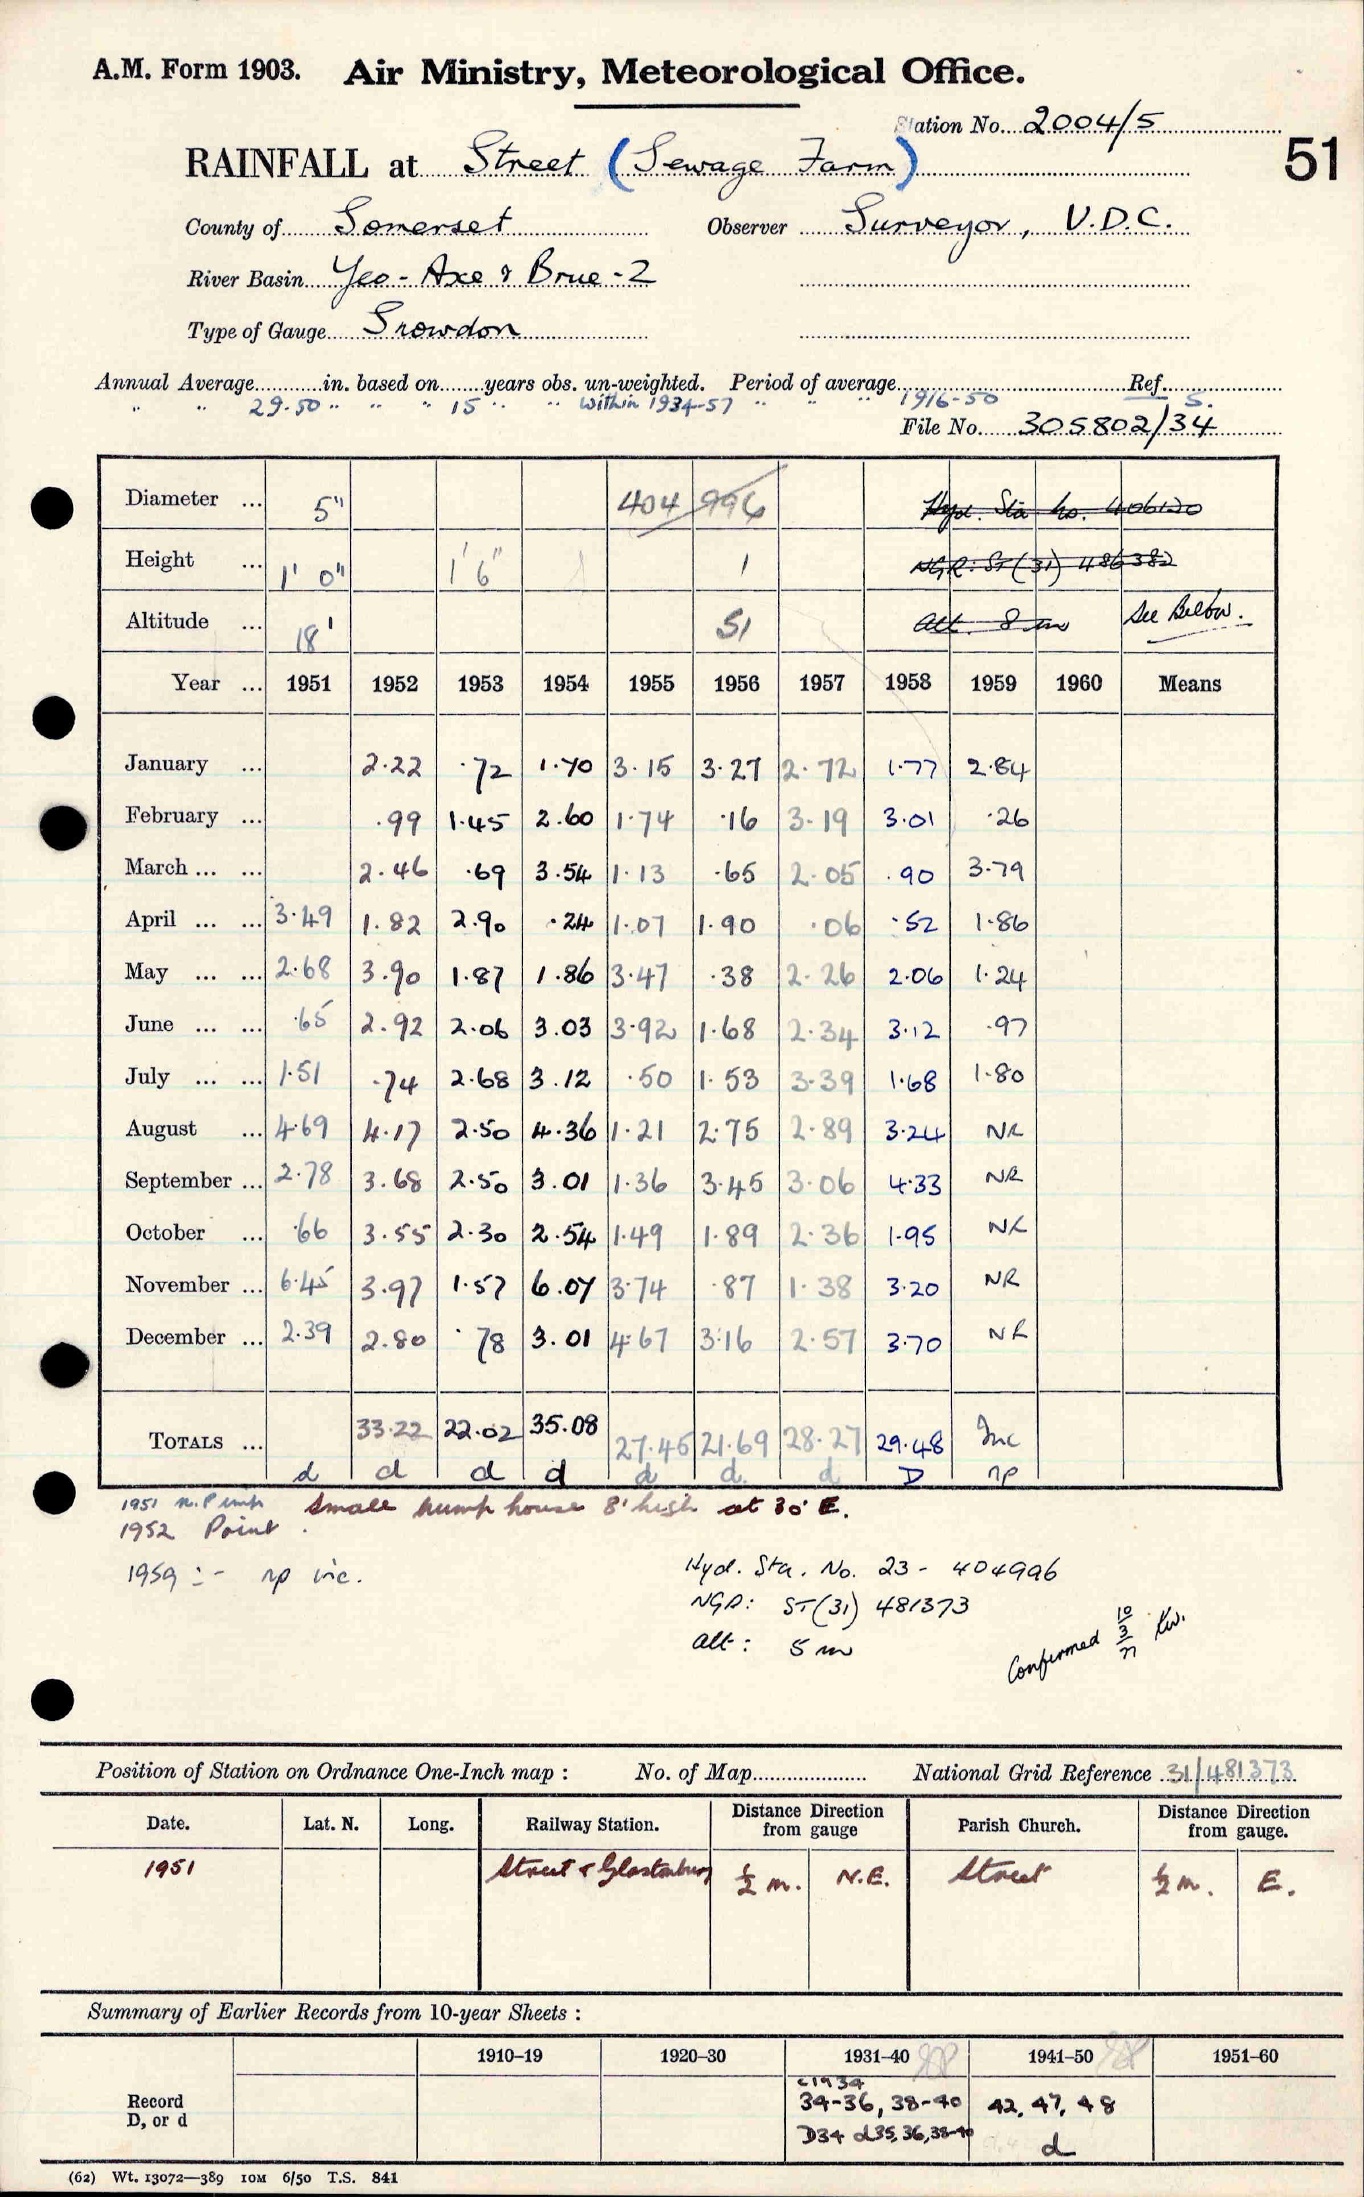 A.M. Form 1903. Air Ministry, Meteorological Office.
Station No. 2004/5
51
RAINFALL at Street (Sewage Farm)
County of Somerset Observer Surveyor, U.D.C.
River Basin Yeo - Axe & Brue - 2
Type of Gauge Snowdon
Annual Average in. based on years obs. un-weighted. Period of average Ref.
" " 29.50 " " " 15 " " " within 1934-57 " " " 1916-50 S.
File No. 305802/34
Diameter ... 5" 404996 Hyd. Sta no. 406120
Height ... 1' 0" 1' 6" 1 NGR: ST (31) 486382
Altitude ... 18' 51 Alt. 8 m See Below.
Year ... 1951 1952 1953 1954 1955 1956 1957 1958 1959 1960 Means
January ... 2.22 .72 1.70 3.15 3.27 2.72 1.77 2.84
February ... .99 1.45 2.60 1.74 .16 3.19 3.01 .26
March ... ... 2.46 .69 3.54 1.13 .65 2.05 .90 3.79
April ... ... 3.49 1.82 2.90 .24 1.07 1.90 .06 .52 1.86
May ... ... 2.68 3.90 1.87 1.86 3.47 .38 2.26 2.06 1.24
June ... ... .65 2.92 2.06 3.03 3.92 1.68 2.34 3.12 .97
July ... ... 1.51 .74 2.68 3.12 .50 1.53 3.39 1.68 1.80
August ... 4.69 4.17 2.50 4.36 1.21 2.75 2.89 3.24 NR
September ... 2.78 3.68 2.50 3.01 1.36 3.45 3.06 4.33 NR
October ... .66 3.55 2.30 2.54 1.49 1.89 2.36 1.95 NR
November ... 6.45 3.97 1.57 6.07 3.74 .87 1.38 3.20 NR
December ... 2.39 2.80 .78 3.01 4.67 3.16 2.57 3.70 NR
TOTALS ... 33.22 22.02 35.08 27.45 21.69 28.27 29.48 Inc
d d d d d d. d D np
1951 Small pump house 8' high at 30° E.
1952 Point
1959 :- np inc.
Hyd. Sta. No. 23 - 404996
NGR: ST (31) 481373
Alt: 5 m
Confirmed 10/3/77
Position of Station on Ordnance One-Inch map : No. of Map National Grid Reference 31/481373
Date. Lat. N. Long. Railway Station. Distance Direction from gauge Parish Church. Distance Direction from gauge.
1951 Street & Glastonbury ½ m. N.E. Street ½ m. E.
Summary of Earlier Records from 10-year Sheets :
1910–19 1920–30 1931–40 1941–50 1951–60
Record D, or d
c1934
34-36, 38-40 42, 47, 48
D34 d35, 36, 38-40 d
(62) Wt. 13072—389 10M 6/50 T.S. 841